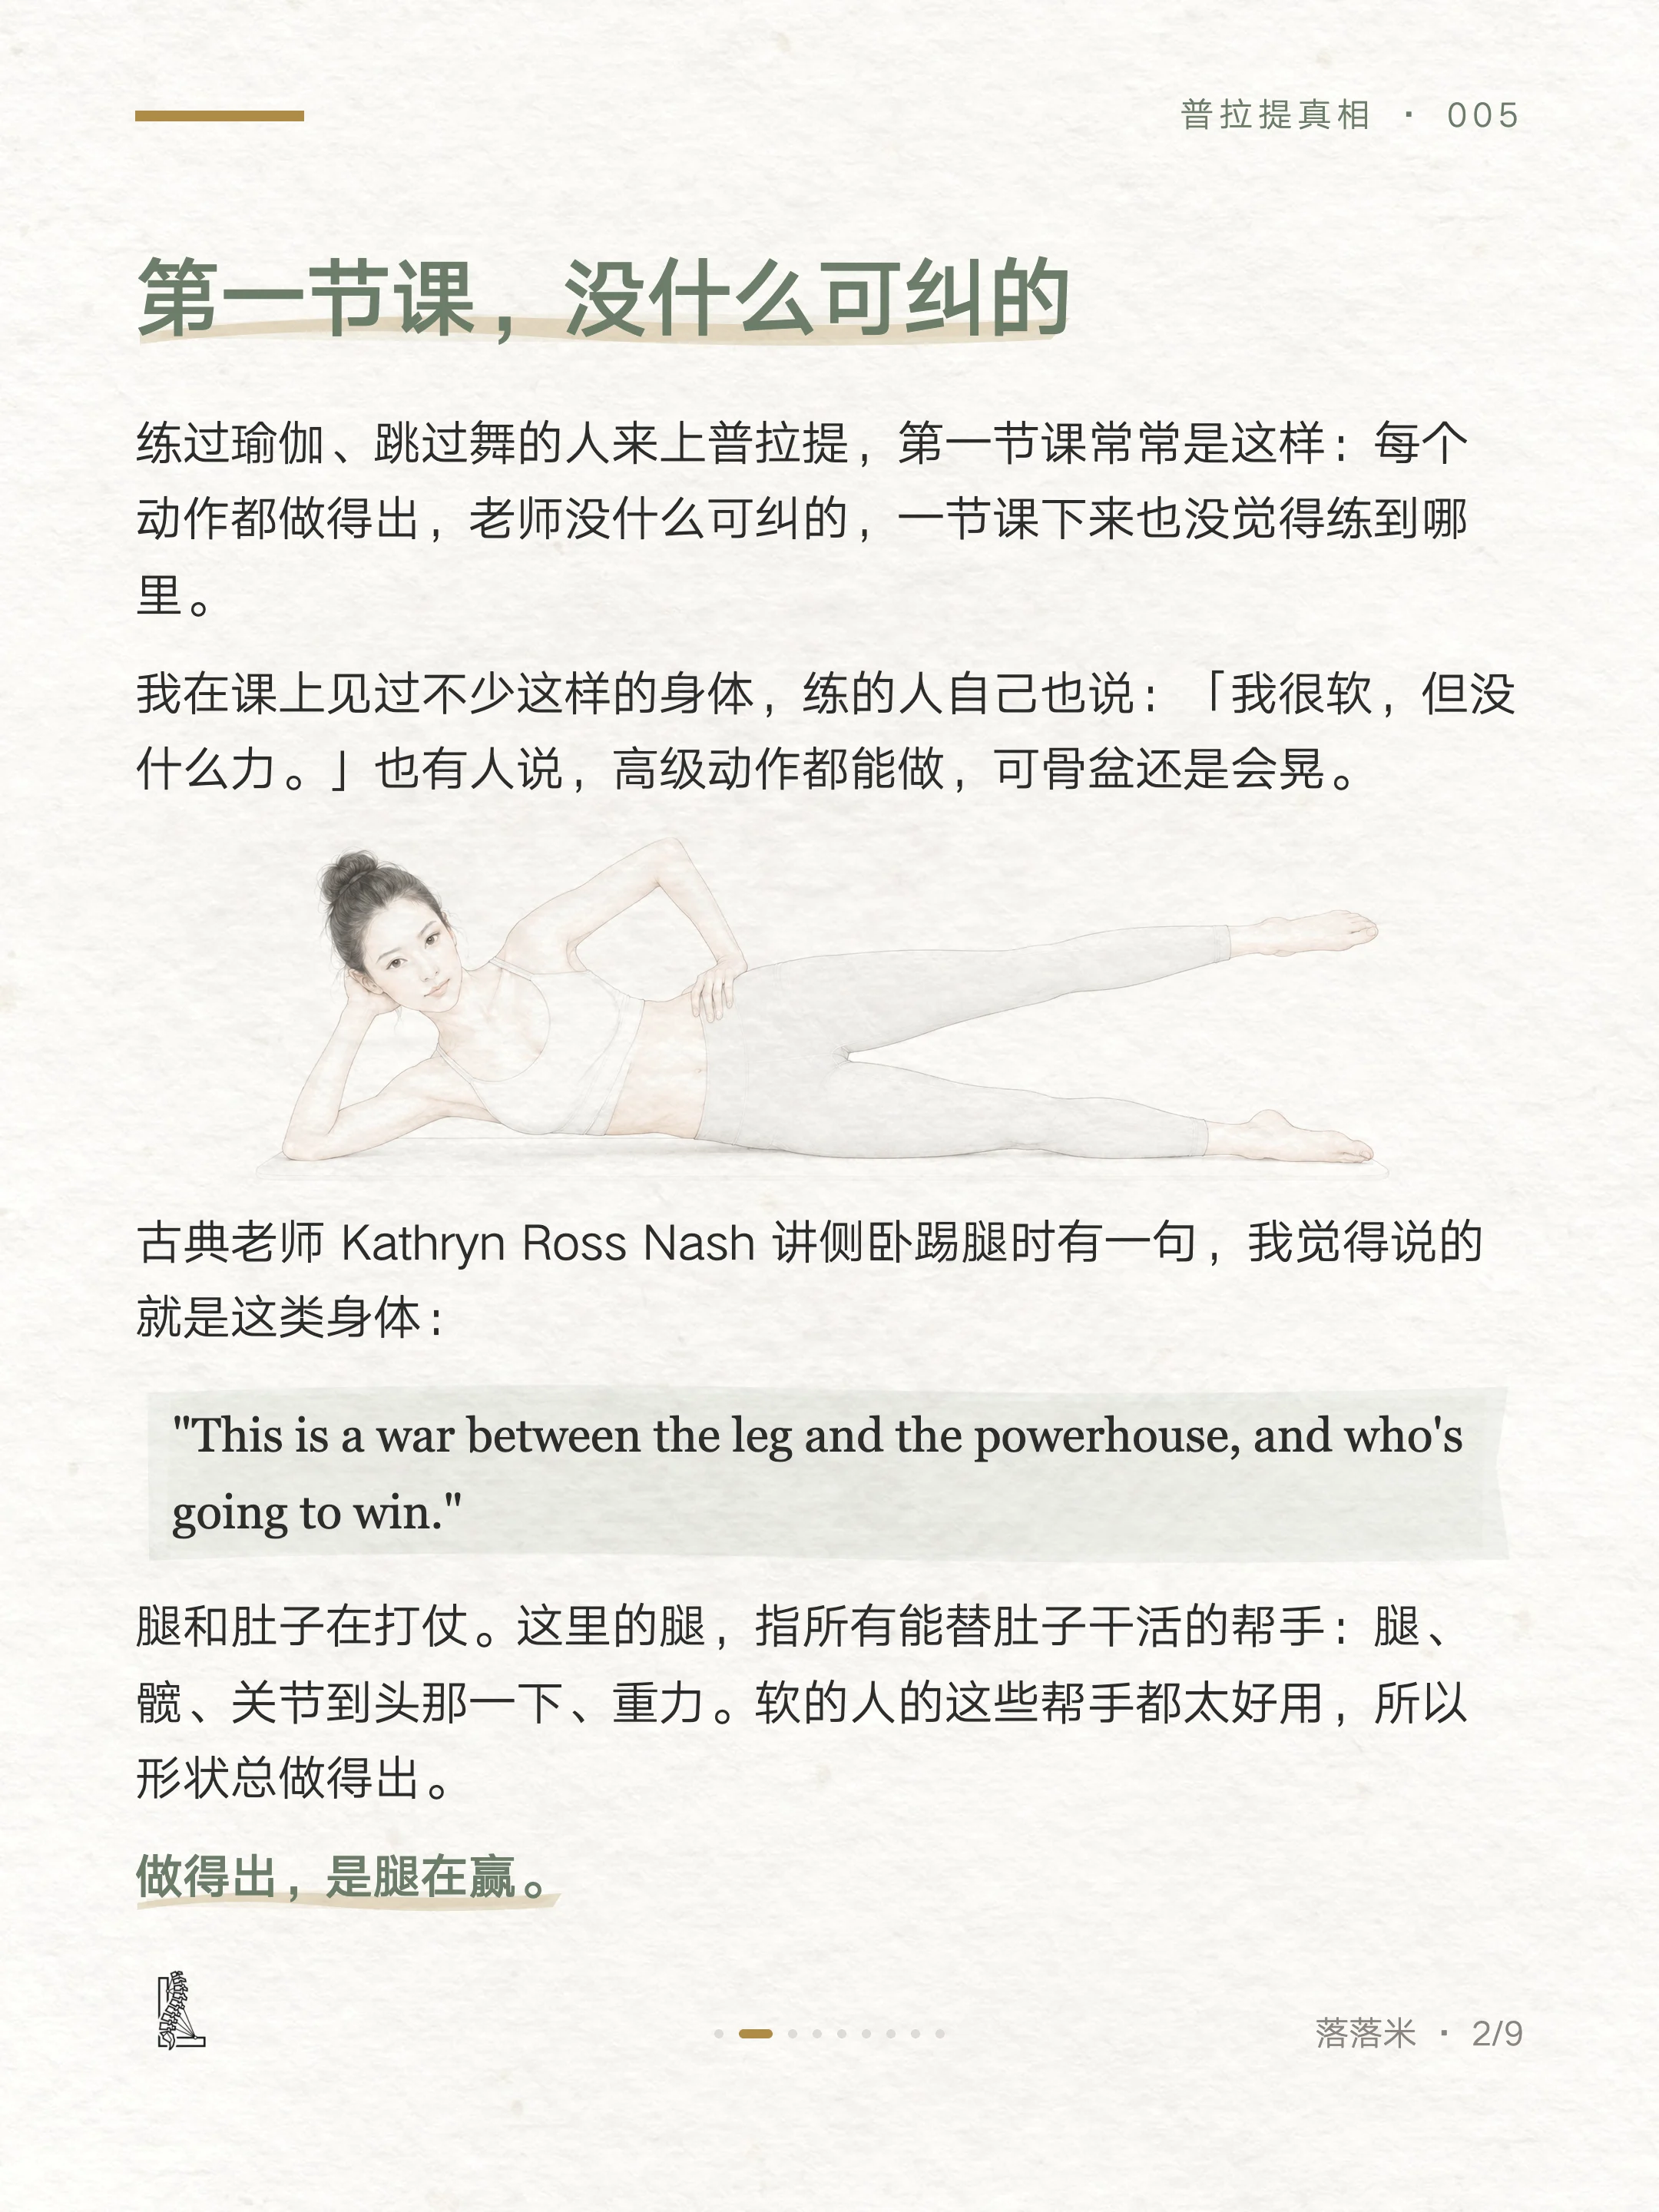 普拉提真相 · 005
第一节课，没什么可纠的
练过瑜伽、跳过舞的人来上普拉提，第一节课常常是这样：每个
动作都做得出，老师没什么可纠的，一节课下来也没觉得练到哪
里。
我在课上见过不少这样的身体，练的人自己也说：「我很软，但没
什么力。」也有人说，高级动作都能做，可骨盆还是会晃。
古典老师 Kathryn Ross Nash 讲侧卧踢腿时有一句，我觉得说的
就是这类身体：
"This is a war between the leg and the powerhouse, and who's
going to win."
腿和肚子在打仗。这里的腿，指所有能替肚子干活的帮手：腿、
髋、关节到头那一下、重力。软的人的这些帮手都太好用，所以
形状总做得出。
做得出，是腿在赢。
落落米 · 2/9